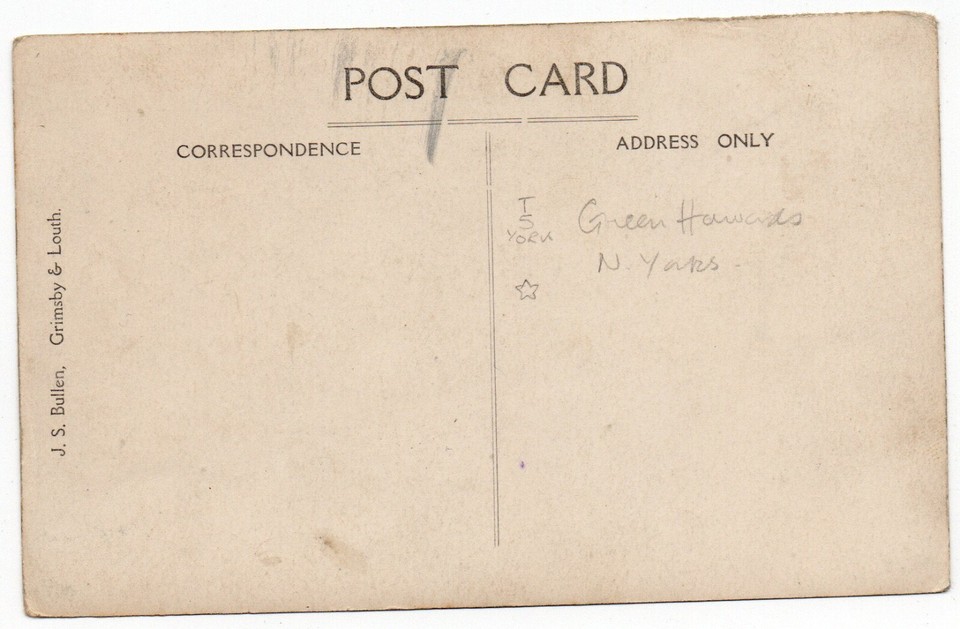 POST CARD
CORRESPONDENCE
ADDRESS ONLY
J. S. Bullen, Grimsby & Louth.
T
5
YORK
Green Howards
N. Yorks.